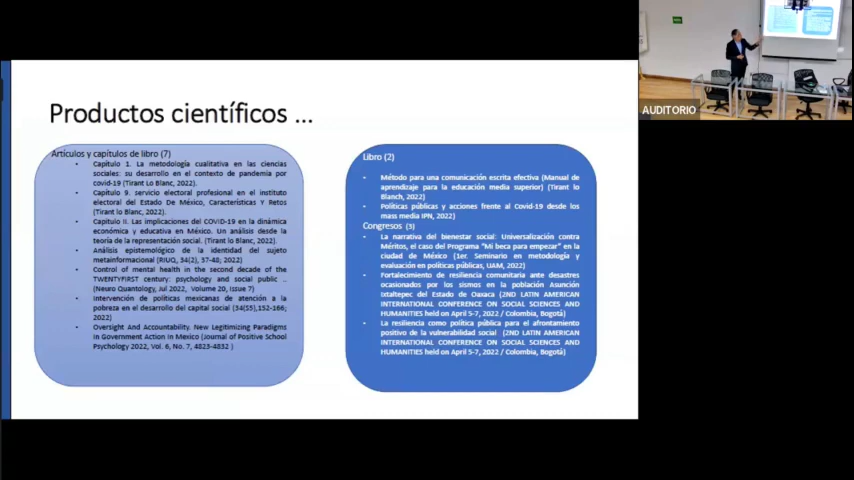 Productos científicos ...
Artículos y capítulos de libro (7)
- Capítulo 1. La metodología cualitativa en las ciencias
sociales: su desarrollo en el contexto de pandemia por
covid-19 (Tirant Lo Blanc, 2022).
- Capítulo 9. servicio electoral profesional en el instituto
electoral del Estado De México, Características Y Retos
(Tirant lo Blanc, 2022).
- Capítulo II. Las implicaciones del COVID-19 en la dinámica
económica y educativa en México. Un análisis desde la
teoría de la representación social. (Tirant lo Blanc, 2022).
- Análisis epistemológico de la identidad del sujeto
metainformacional (RIUQ, 34(2), 37-48; 2022)
- Control of mental health in the second decade of the
TWENTYFIRST century: psychology and social public ..
(Neuro Quantology, Jul 2022, Volume 20, Issue 7)
- Intervención de políticas mexicanas de atención a la
pobreza en el desarrollo del capital social (34(S5),152-166;
2022)
- Oversight And Accountability. New Legitimizing Paradigms
In Government Action In Mexico (Journal of Positive School
Psychology 2022, Vol. 6, No. 7, 4823-4832 )
Libro (2)
- Método para una comunicación escrita efectiva (Manual de
aprendizaje para la educación media superior) (Tirant lo
Blanch, 2022)
- Políticas públicas y acciones frente al Covid-19 desde los
mass media IPN, 2022)
Congresos (3)
- La narrativa del bienestar social: Universalización contra
Méritos, el caso del Programa "Mi beca para empezar" en la
ciudad de México (1er. Seminario en metodología y
evaluación en políticas públicas, UAM, 2022)
- Fortalecimiento de resiliencia comunitaria ante desastres
ocasionados por los sismos en la población Asunción
Ixtaltepec del Estado de Oaxaca (2ND LATIN AMERICAN
INTERNATIONAL CONFERENCE ON SOCIAL SCIENCES AND
HUMANITIES held on April 5-7, 2022 / Colombia, Bogotá)
- La resiliencia como política pública para el afrontamiento
positivo de la vulnerabilidad social (2ND LATIN AMERICAN
INTERNATIONAL CONFERENCE ON SOCIAL SCIENCES AND
HUMANITIES held on April 5-7, 2022 / Colombia, Bogotá)
AUDITORIO